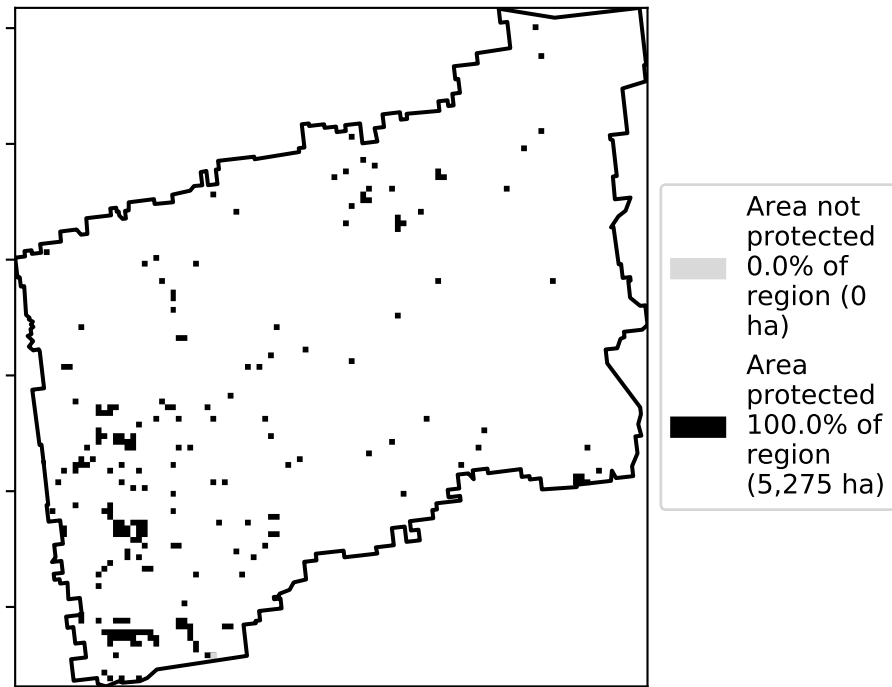 Area not
protected
0.0% of
region (0
ha)
Area
protected
100.0% of
region
(5,275 ha)